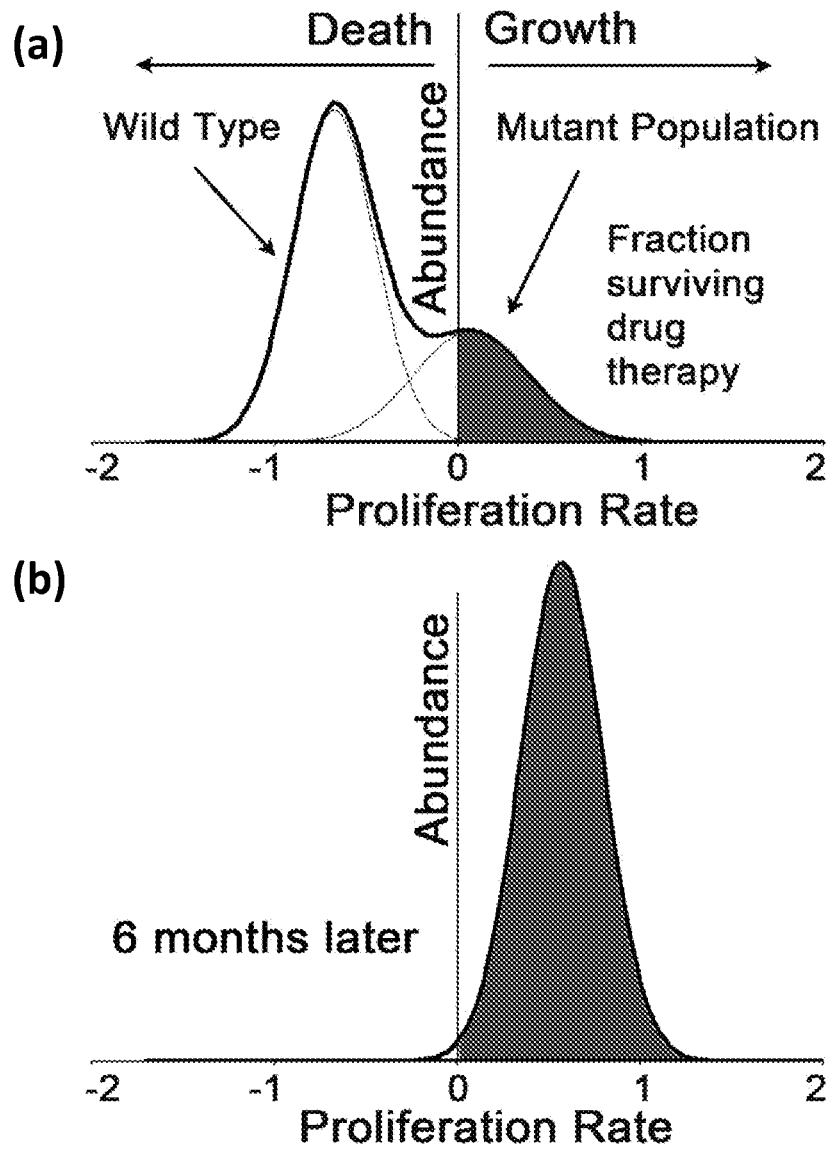 (a)
Death
Growth
Wild Type
Abundance
Mutant Population
Fraction
surviving
drug
therapy
-2 -1 0 1 2
Proliferation Rate
(b)
Abundance
6 months later
-2 -1 0 1 2
Proliferation Rate